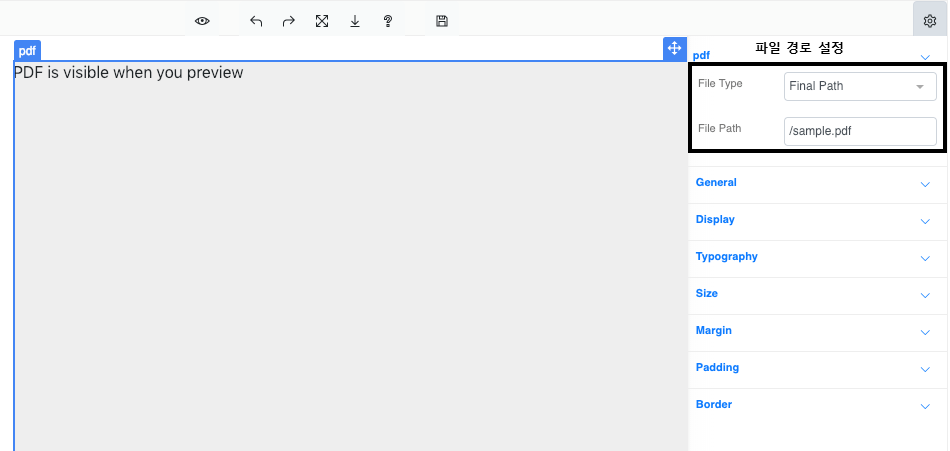 pdf
PDF is visible when you preview
파일 경로 설정
pdf
File Type
Final Path
File Path
/sample.pdf
General
Display
Typography
Size
Margin
Padding
Border